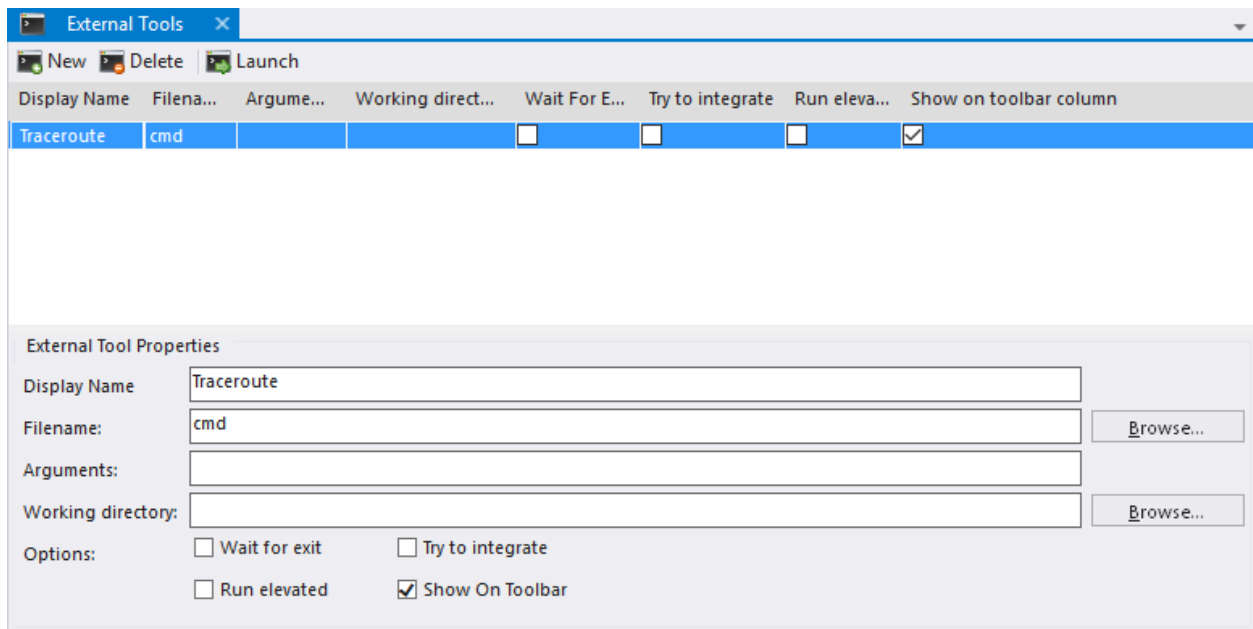 External Tools
New Delete Launch
Display Name Filena... Argume... Working direct... Wait For E... Try to integrate Run eleva... Show on toolbar column
Traceroute cmd
External Tool Properties
Display Name Traceroute
Filename: cmd Browse...
Arguments:
Working directory: Browse...
Options: Wait for exit Try to integrate
Run elevated Show On Toolbar